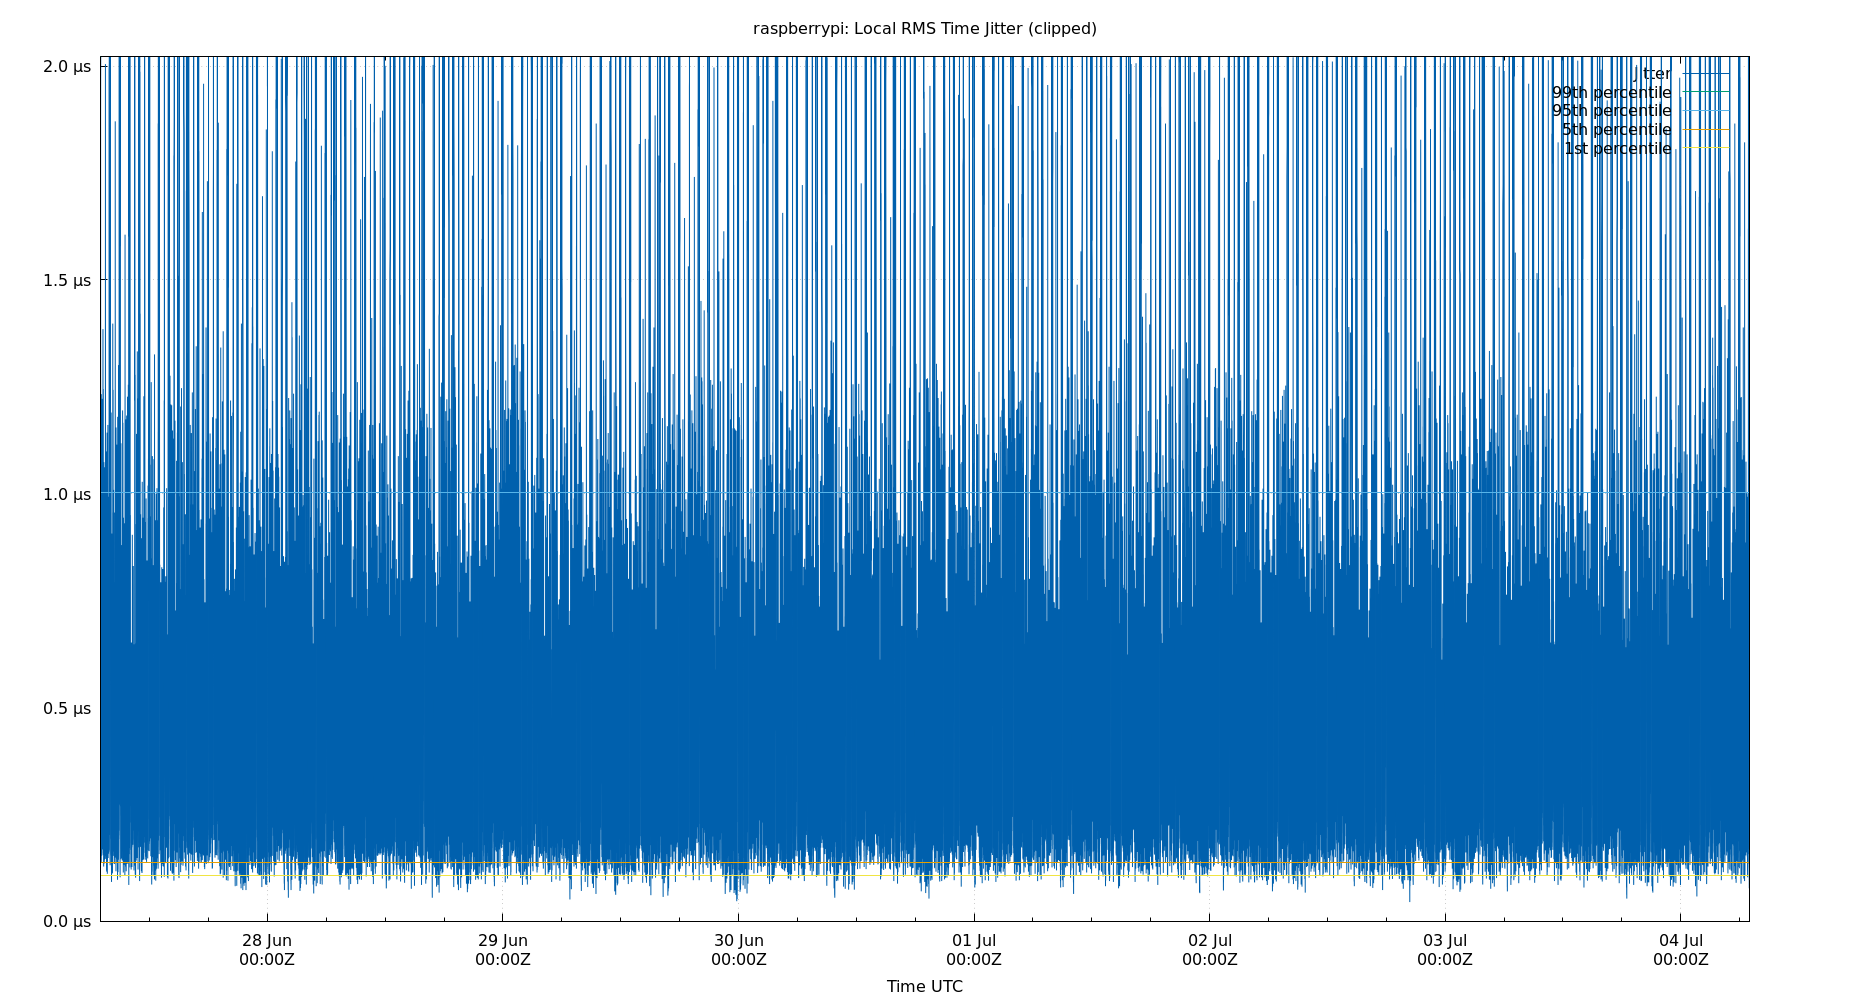 raspberrypi: Local RMS Time Jitter (clipped)
2.0 µs
1.5 µs
1.0 µs
0.5 µs
0.0 µs
Jitter
99th percentile
95th percentile
5th percentile
1st percentile
28 Jun
00:00Z
29 Jun
00:00Z
30 Jun
00:00Z
01 Jul
00:00Z
02 Jul
00:00Z
03 Jul
00:00Z
04 Jul
00:00Z
Time UTC